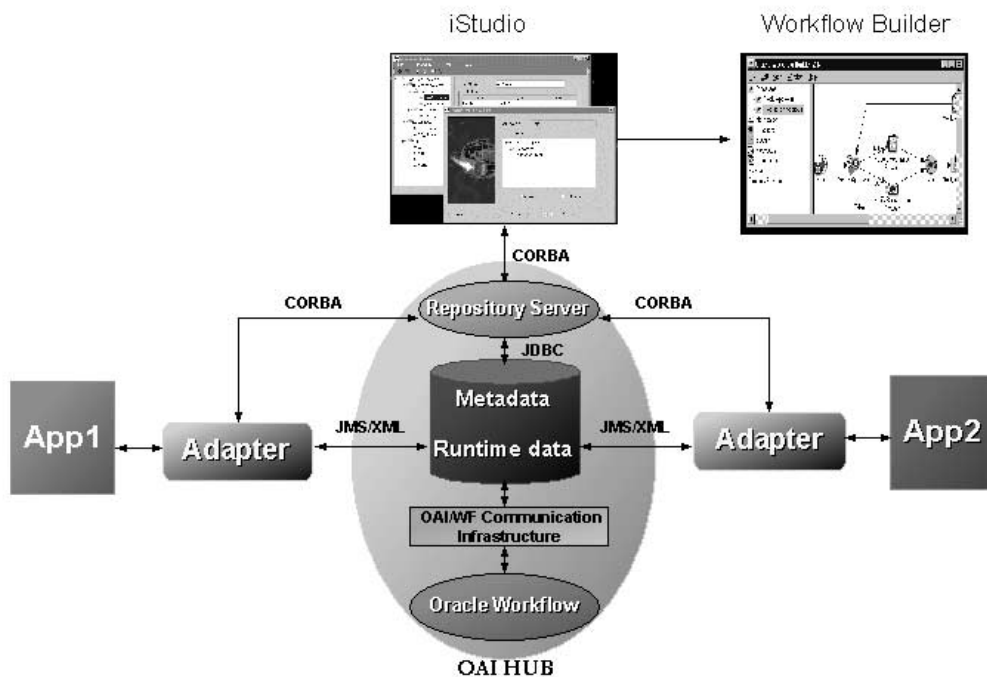 iStudio
Workflow Builder
CORBA
CORBA
Repository Server
CORBA
JDBC
Metadata
App1
Adapter
JMS/XML
Runtime data
JMS/XML
Adapter
App2
OAI/WF Communication
Infrastructure
Oracle Workflow
OAI HUB